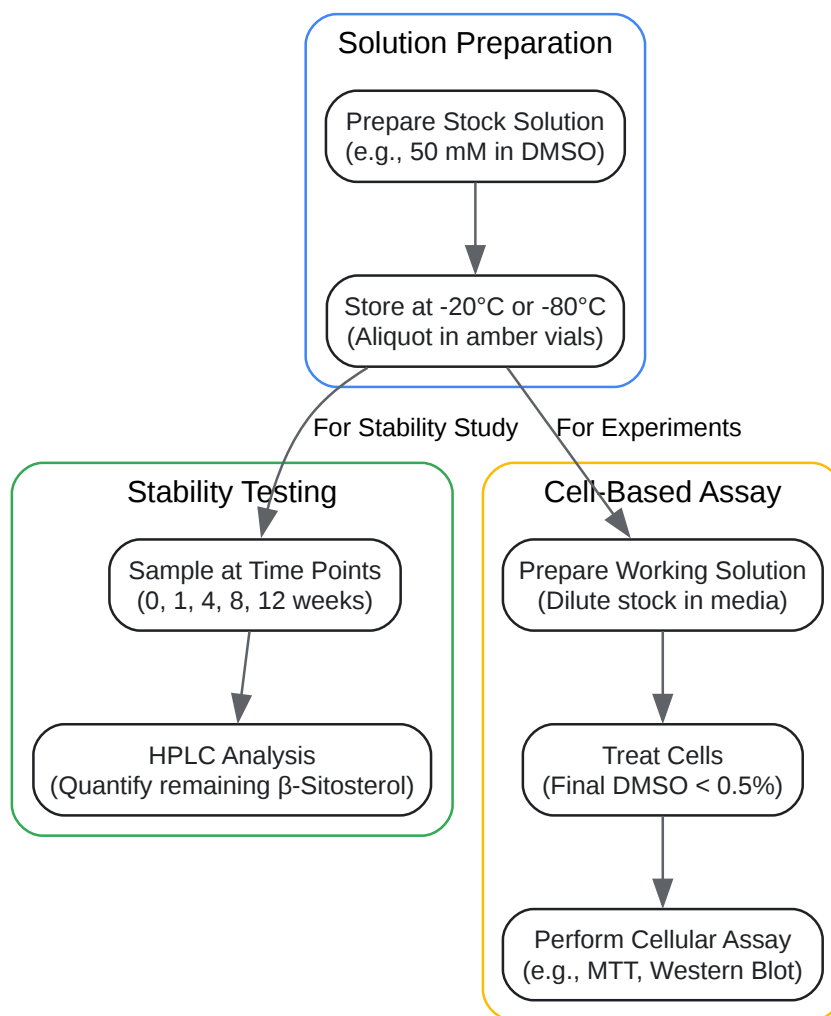 Solution Preparation
Prepare Stock Solution
(e.g., 50 mM in DMSO)
Store at -20°C or -80°C
(Aliquot in amber vials)
For Stability Study
For Experiments
Stability Testing
Sample at Time Points
(0, 1, 4, 8, 12 weeks)
HPLC Analysis
(Quantify remaining β-Sitosterol)
Cell-Based Assay
Prepare Working Solution
(Dilute stock in media)
Treat Cells
(Final DMSO < 0.5%)
Perform Cellular Assay
(e.g., MTT, Western Blot)